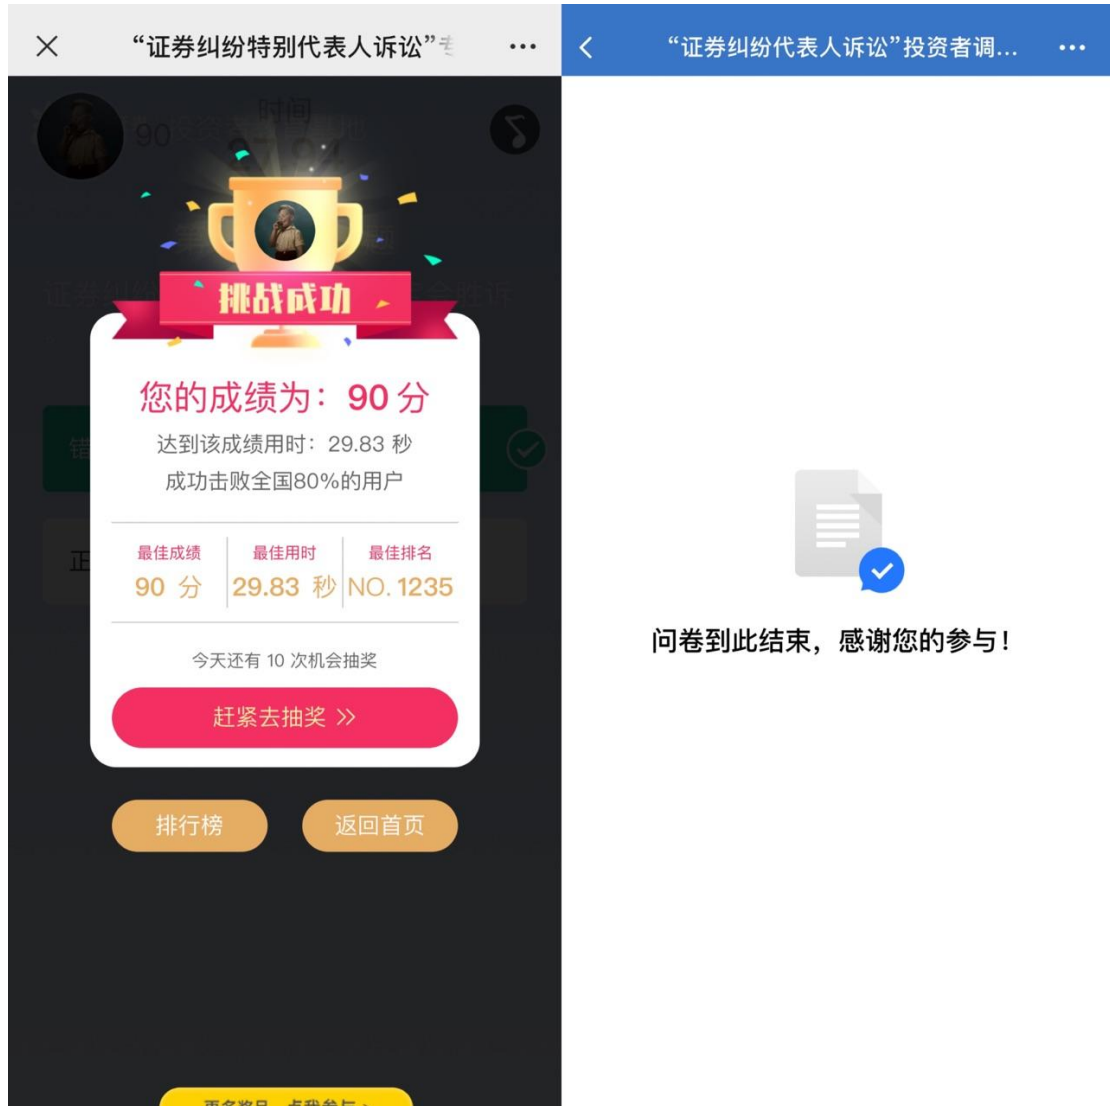 “证券纠纷特别代表人诉讼”专
时间
90
挑战成功
您的成绩为：90 分
达到该成绩用时：29.83 秒
成功击败全国80%的用户
最佳成绩 最佳用时 最佳排名
90 分 29.83 秒 NO. 1235
今天还有 10 次机会抽奖
赶紧去抽奖 >>
排行榜 返回首页
“证券纠纷代表人诉讼”投资者调...
问卷到此结束，感谢您的参与！